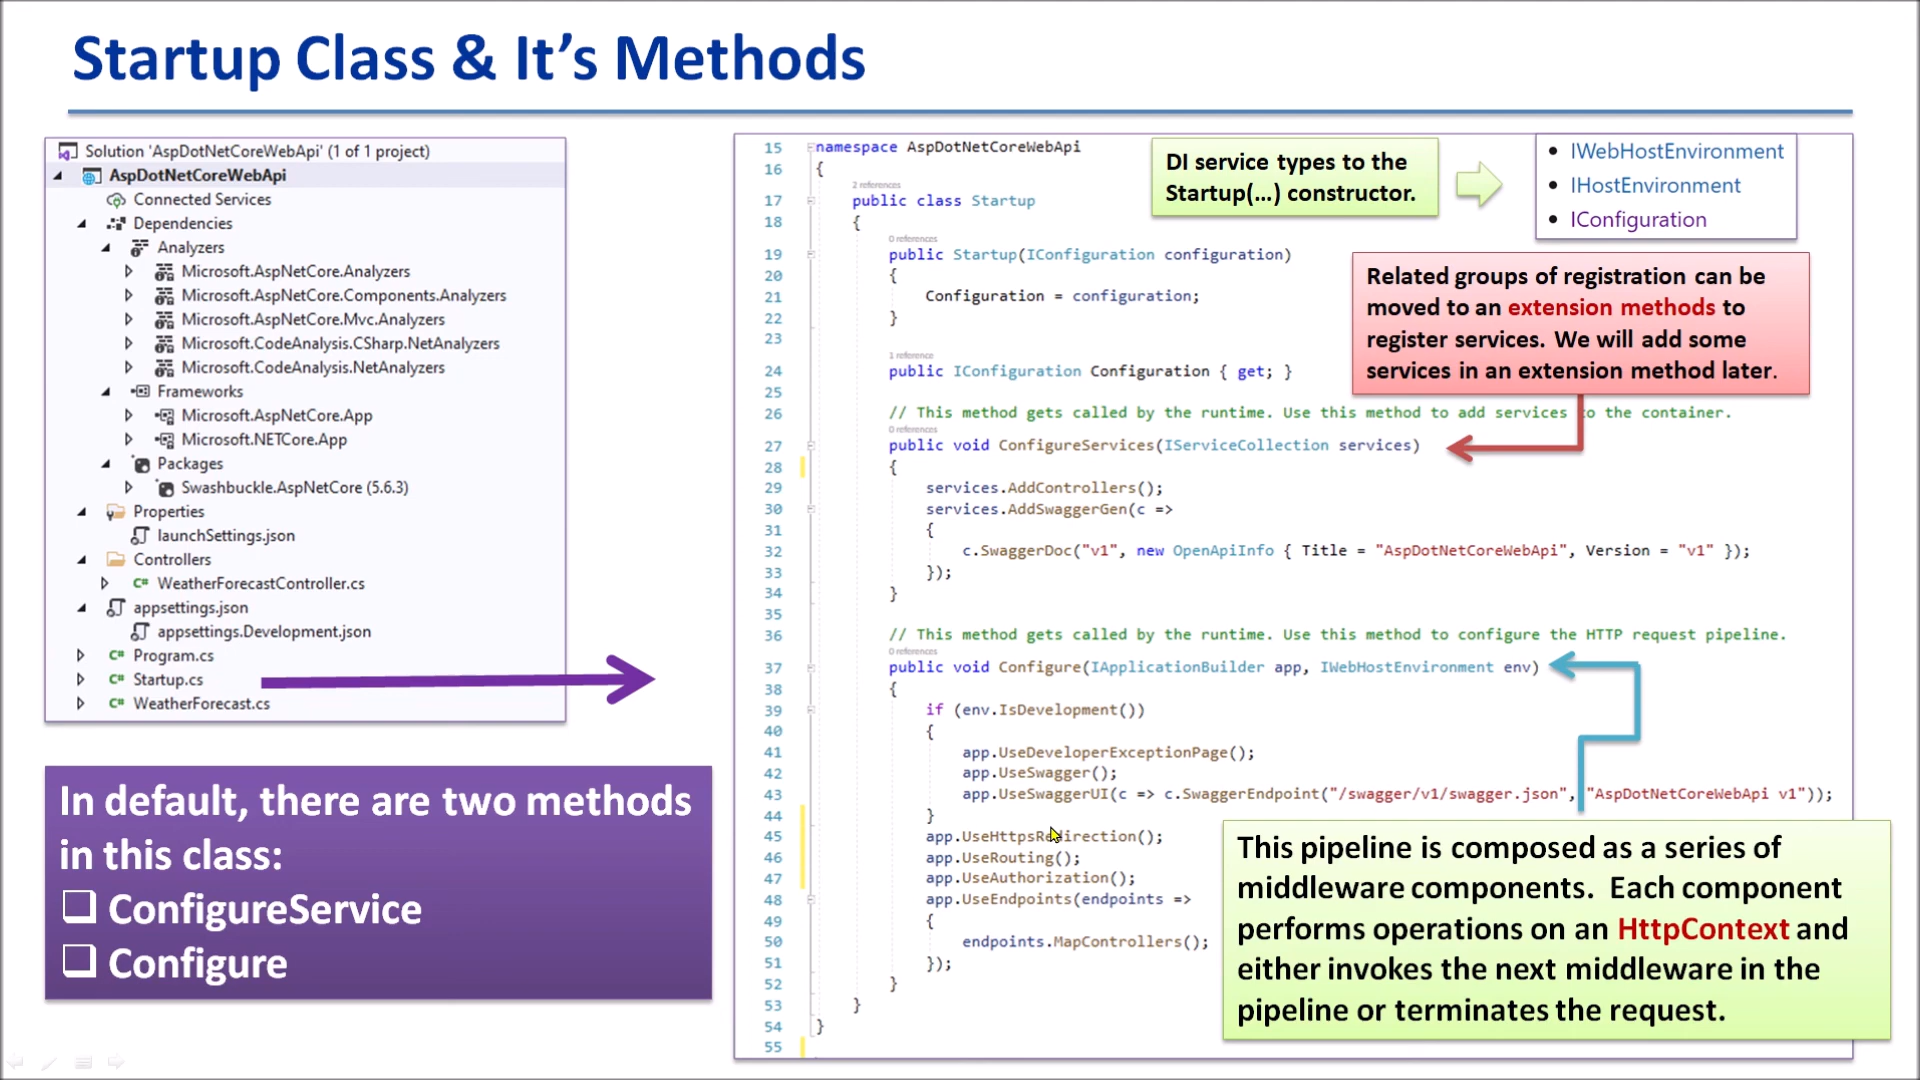 Startup Class & It's Methods
Solution 'AspDotNetCoreWebApi' (1 of 1 project)
AspDotNetCoreWebApi
Connected Services
Dependencies
Analyzers
Microsoft.AspNetCore.Analyzers
Microsoft.AspNetCore.Components.Analyzers
Microsoft.AspNetCore.Mvc.Analyzers
Microsoft.CodeAnalysis.CSharp.NetAnalyzers
Microsoft.CodeAnalysis.NetAnalyzers
Frameworks
Microsoft.AspNetCore.App
Microsoft.NETCore.App
Packages
Swashbuckle.AspNetCore (5.6.3)
Properties
launchSettings.json
Controllers
C# WeatherForecastController.cs
appsettings.json
appsettings.Development.json
C# Program.cs
C# Startup.cs
C# WeatherForecast.cs
In default, there are two methods
in this class:
ConfigureService
Configure
15 namespace AspDotNetCoreWebApi
16 {
2 references
17 public class Startup
18 {
0 references
19 public Startup(IConfiguration configuration)
20 {
21 Configuration = configuration;
22 }
23
1 reference
24 public IConfiguration Configuration { get; }
25
26 // This method gets called by the runtime. Use this method to add services to the container.
0 references
27 public void ConfigureServices(IServiceCollection services)
28 {
29 services.AddControllers();
30 services.AddSwaggerGen(c =>
31 {
32 c.SwaggerDoc("v1", new OpenApiInfo { Title = "AspDotNetCoreWebApi", Version = "v1" });
33 });
34 }
35
36 // This method gets called by the runtime. Use this method to configure the HTTP request pipeline.
0 references
37 public void Configure(IApplicationBuilder app, IWebHostEnvironment env)
38 {
39 if (env.IsDevelopment())
40 {
41 app.UseDeveloperExceptionPage();
42 app.UseSwagger();
43 app.UseSwaggerUI(c => c.SwaggerEndpoint("/swagger/v1/swagger.json", "AspDotNetCoreWebApi v1"));
44 }
45 app.UseHttpsRedirection();
46 app.UseRouting();
47 app.UseAuthorization();
48 app.UseEndpoints(endpoints =>
49 {
50 endpoints.MapControllers();
51 });
52 }
53 }
54 }
55
DI service types to the
Startup(...) constructor.
• IWebHostEnvironment
• IHostEnvironment
• IConfiguration
Related groups of registration can be
moved to an extension methods to
register services. We will add some
services in an extension method later.
This pipeline is composed as a series of
middleware components. Each component
performs operations on an HttpContext and
either invokes the next middleware in the
pipeline or terminates the request.